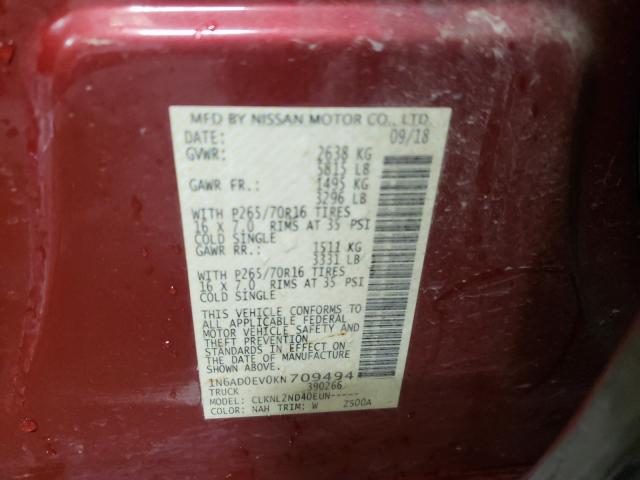 MFD BY NISSAN MOTOR CO., LTD.
DATE: 09/18
GVWR: 2638 KG
5815 LB
GAWR FR.: 1495 KG
3296 LB
WITH P265/70R16 TIRES
16 X 7.0 RIMS AT 35 PSI
COLD SINGLE
GAWR RR.: 1511 KG
3331 LB
WITH P265/70R16 TIRES
16 X 7.0 RIMS AT 35 PSI
COLD SINGLE
THIS VEHICLE CONFORMS TO
ALL APPLICABLE FEDERAL
MOTOR VEHICLE SAFETY AND
THEFT PREVENTION
STANDARDS IN EFFECT ON
THE DATE OF MANUFACTURE
SHOWN ABOVE.
1N6AD0EV0KN709494
TRUCK 390266
MODEL: CLKNL2ND40EUN-----
COLOR: NAH TRIM: W 2500A